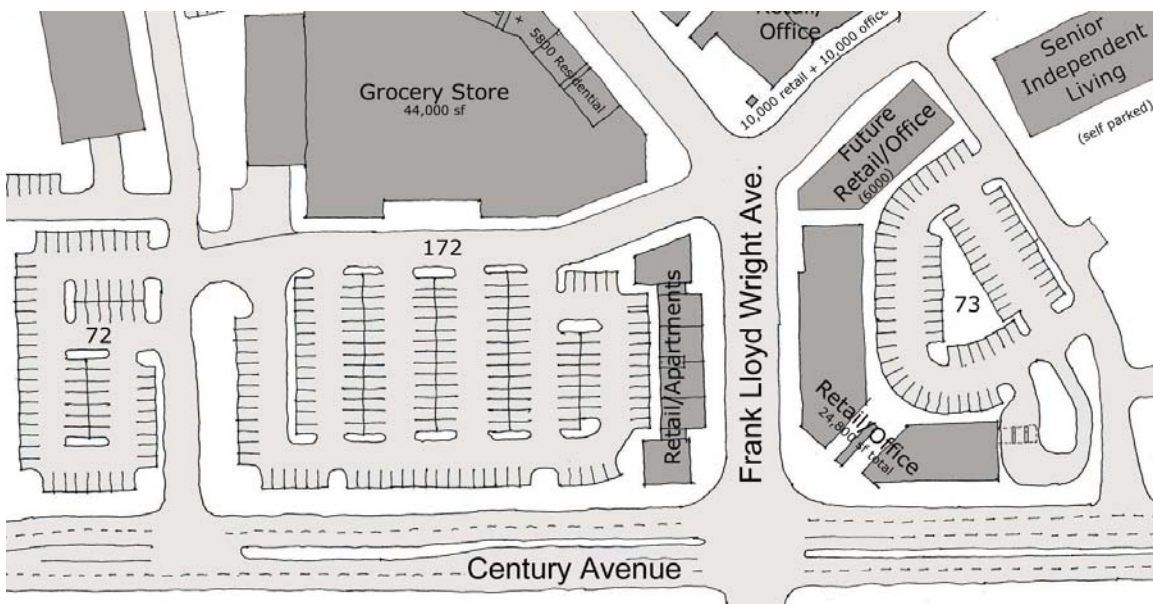 Retail/
Office
10,000 retail + 10,000 office
+
5800 Residential
Grocery Store
44,000 sf
Senior
Independent
Living
(self parked)
Future
Retail/Office
(6000)
172
72
73
Retail/Apartments
Frank Lloyd Wright Ave.
Retail/Office
24,800 sf total
Century Avenue